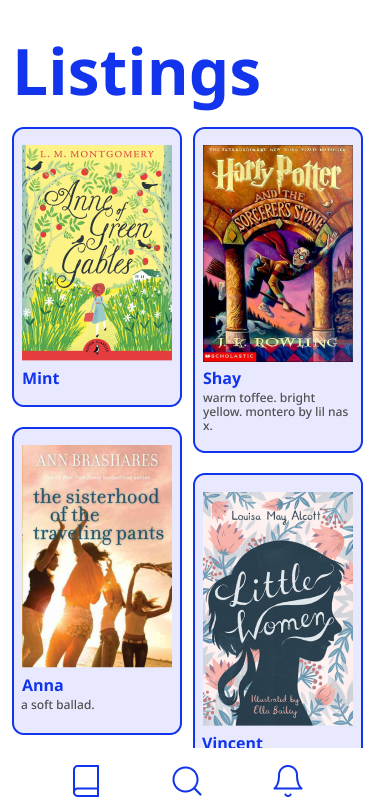 Listings
L. M. MONTGOMERY
Anne of
Green
Gables
Mint
Harry Potter
AND THE
SORCERER'S STONE
J. K. ROWLING
SCHOLASTIC
Shay
warm toffee. bright
yellow. montero by lil nas
x.
ANN BRASHARES
the sisterhood
of the
traveling pants
Anna
a soft ballad.
Louisa May Alcott
Little
Women
Illustrated by
Ella Bailey
Vincent